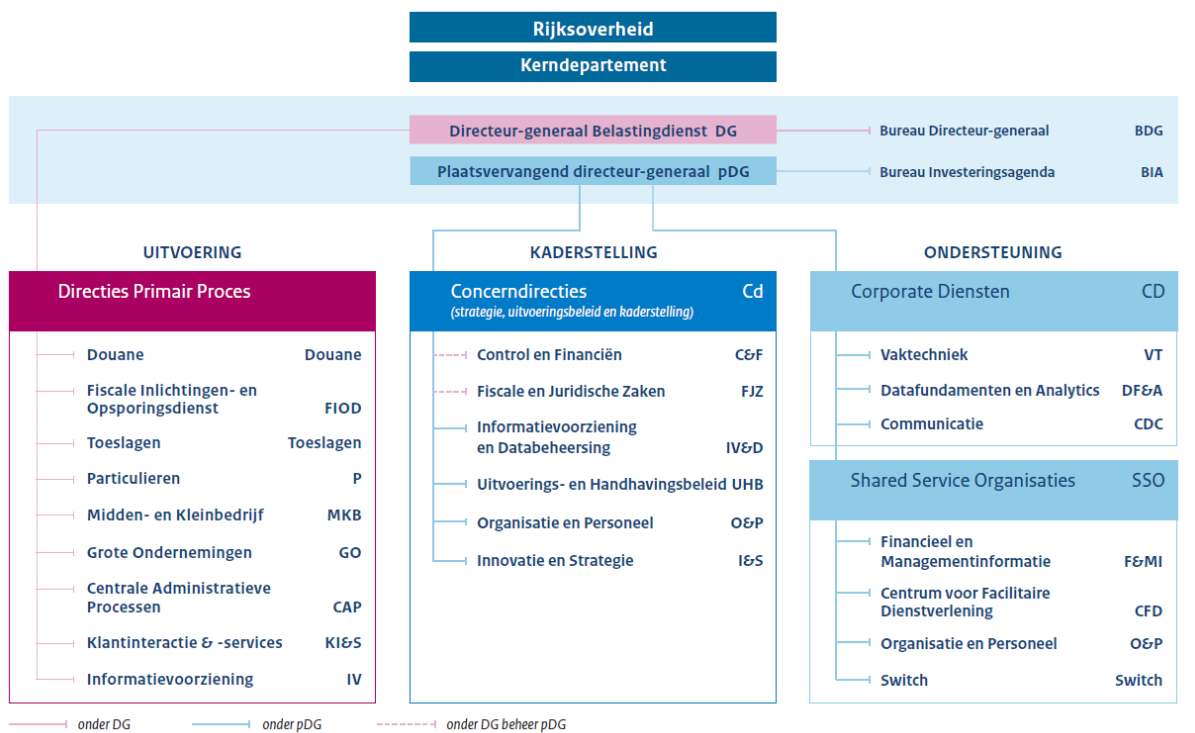 Rijksoverheid
Kerndepartement
Directeur-generaal Belastingdienst DG
Bureau Directeur-generaal BDG
Plaatsvervangend directeur-generaal pDG
Bureau Investeringsagenda BIA
UITVOERING
Directies Primair Proces
Douane Douane
Fiscale Inlichtingen- en
Opsporingsdienst FIOD
Toeslagen Toeslagen
Particulieren P
Midden- en Kleinbedrijf MKB
Grote Ondernemingen GO
Centrale Administratieve
Processen CAP
Klantinteractie & -services KI&S
Informatievoorziening IV
KADERSTELLING
Concerndirecties Cd
(strategie, uitvoeringsbeleid en kaderstelling)
Control en Financiën C&F
Fiscale en Juridische Zaken FJZ
Informatievoorziening
en Databeheersing IV&D
Uitvoerings- en Handhavingsbeleid UHB
Organisatie en Personeel O&P
Innovatie en Strategie I&S
ONDERSTEUNING
Corporate Diensten CD
Vaktechniek VT
Datafundamenten en Analytics DF&A
Communicatie CDC
Shared Service Organisaties SSO
Financieel en
Managementinformatie F&MI
Centrum voor Facilitaire
Dienstverlening CFD
Organisatie en Personeel O&P
Switch Switch
onder DG
onder pDG
onder DG beheer pDG